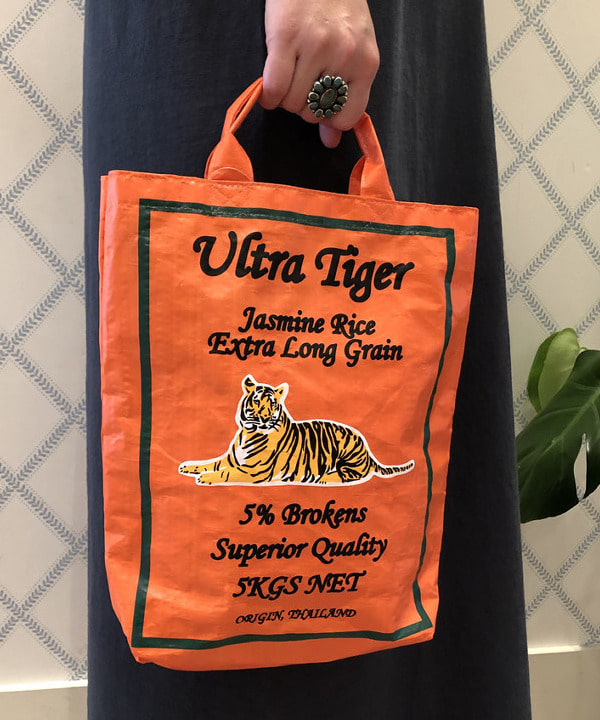 Ultra Tiger
Jasmine Rice
Extra Long Grain
5% Brokens
Superior Quality
5KGS NET
ORIGIN, THAILAND